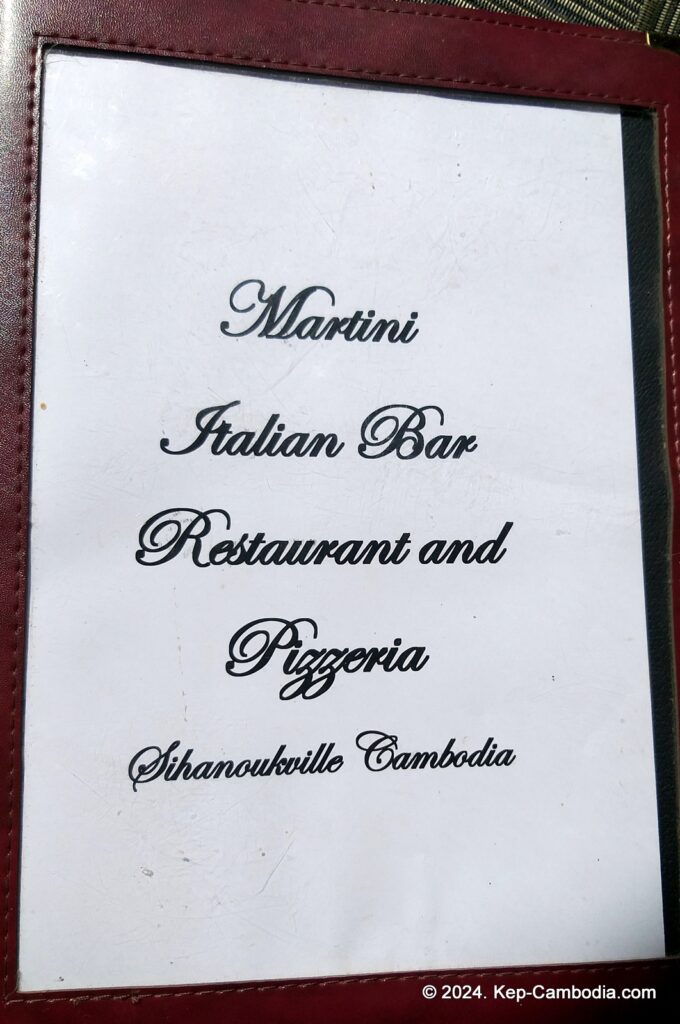 Martini
Italian Bar
Restaurant and
Pizzeria
Sihanoukville Cambodia
© 2024. Kep-Cambodia.com